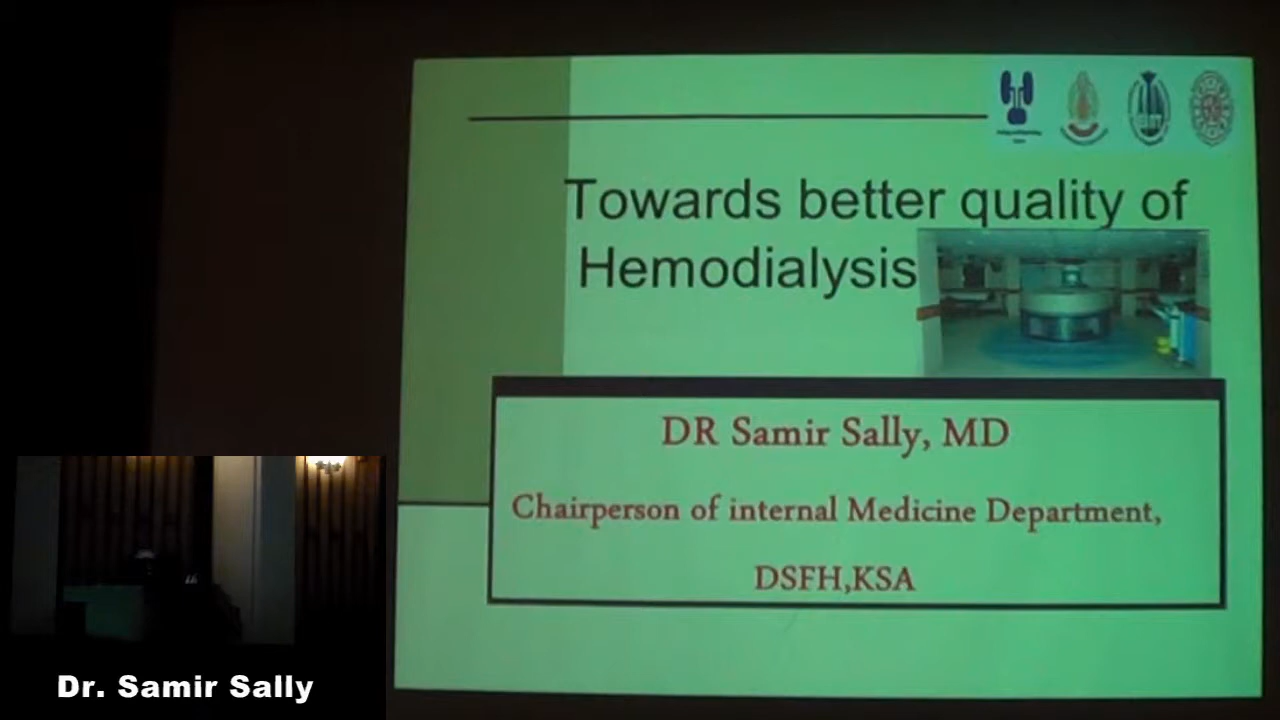 Towards better quality of
Hemodialysis
DR Samir Sally, MD
Chairperson of internal Medicine Department,
DSFH,KSA
Dr. Samir Sally